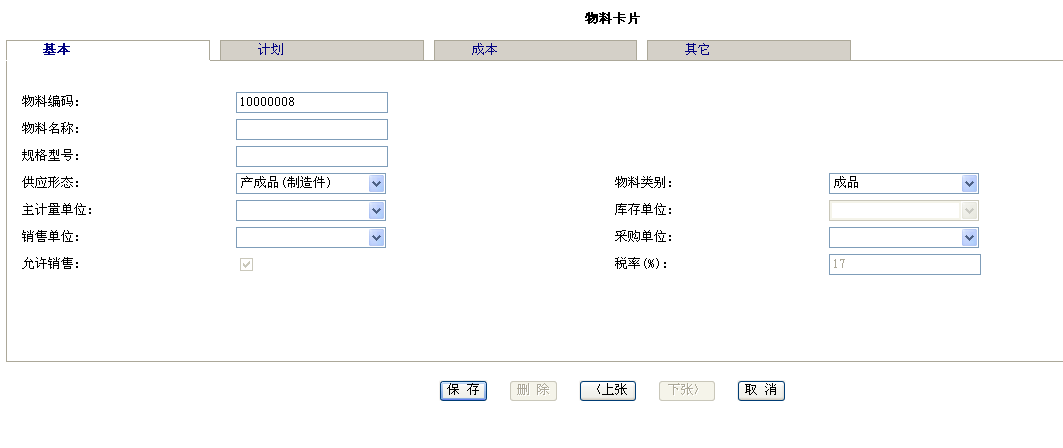 物料卡片
基本 计划 成本 其它
物料编码： 10000008
物料名称：
规格型号：
供应形态： 产成品(制造件) 物料类别： 成品
主计量单位： 库存单位：
销售单位： 采购单位：
允许销售： 税率(%)： 17
保 存 删 除 〈上张 下张〉 取 消